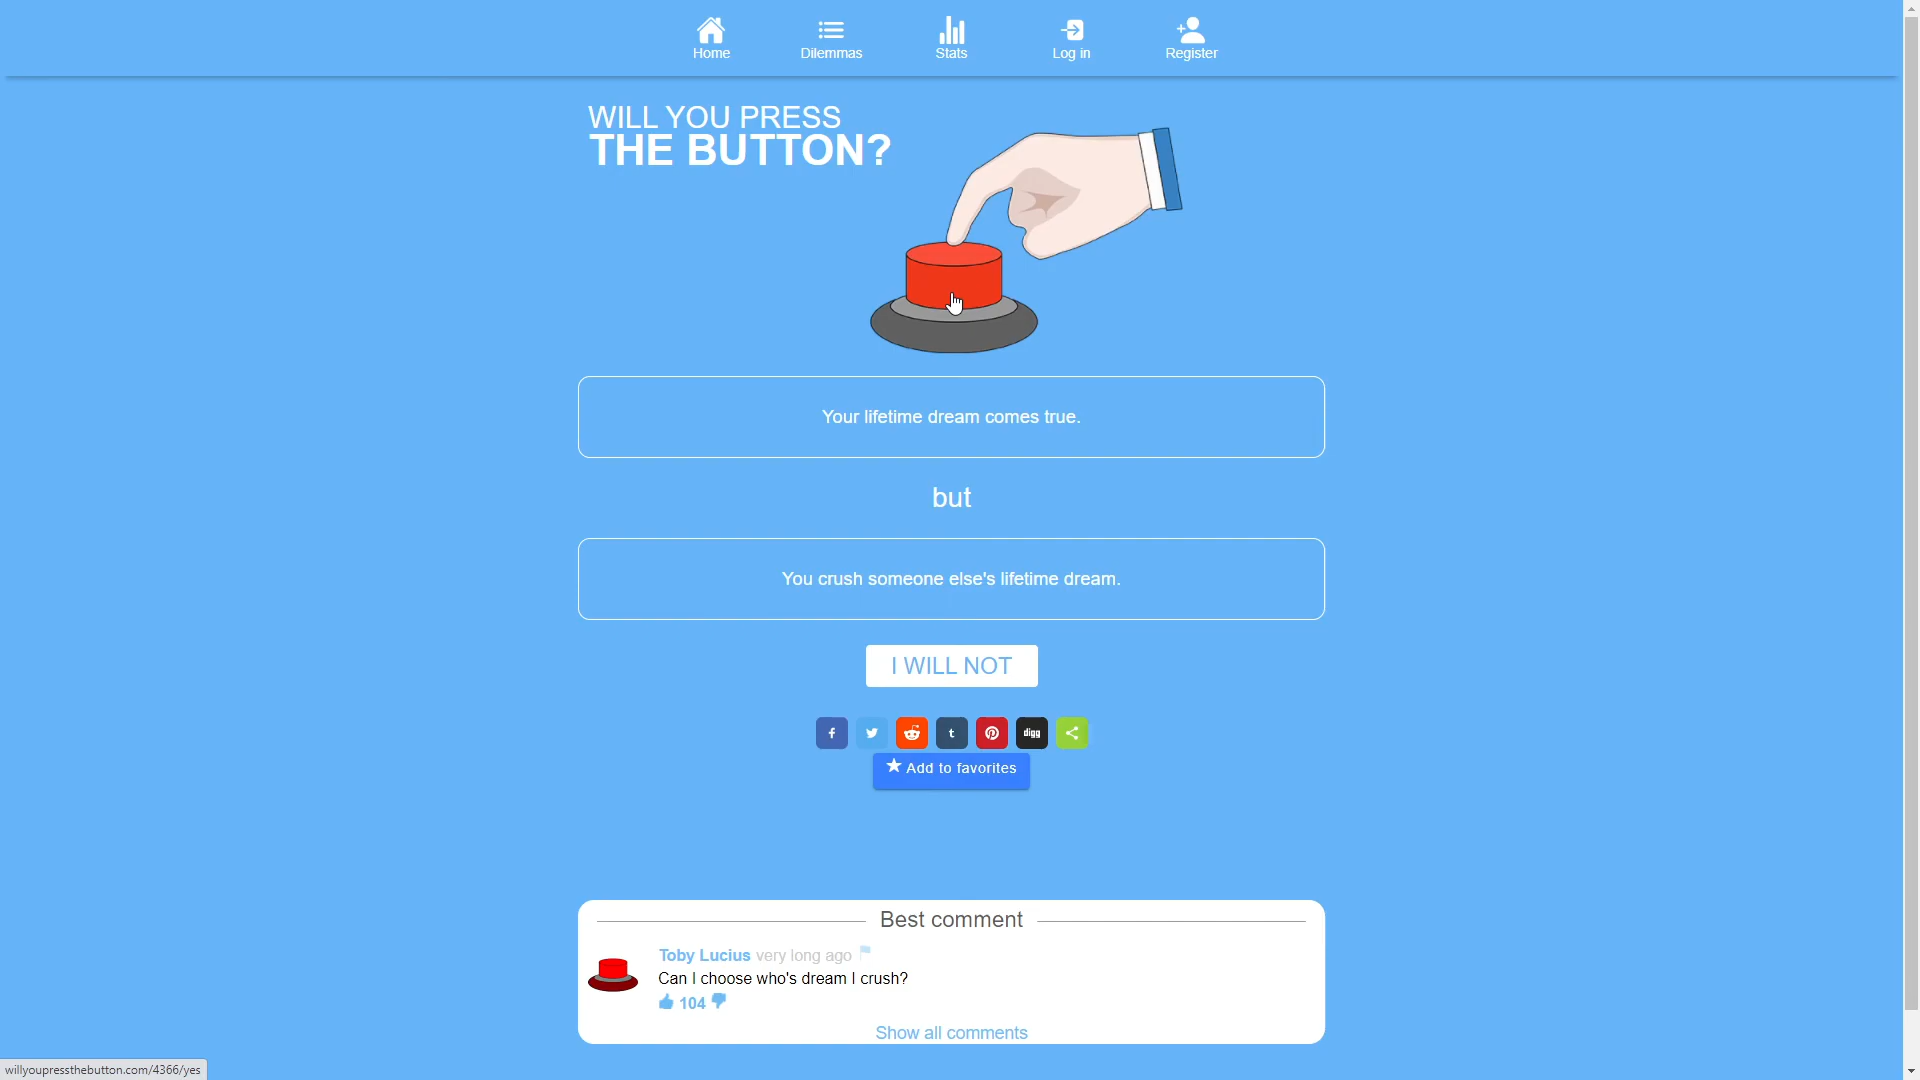 Home
Dilemmas
Stats
Log in
Register
WILL YOU PRESS
THE BUTTON?
Your lifetime dream comes true.
but
You crush someone else's lifetime dream.
I WILL NOT
f
t
digg
Add to favorites
Best comment
Toby Lucius very long ago
Can I choose who's dream I crush?
104
Show all comments
willyoupressthebutton.com/4366/yes